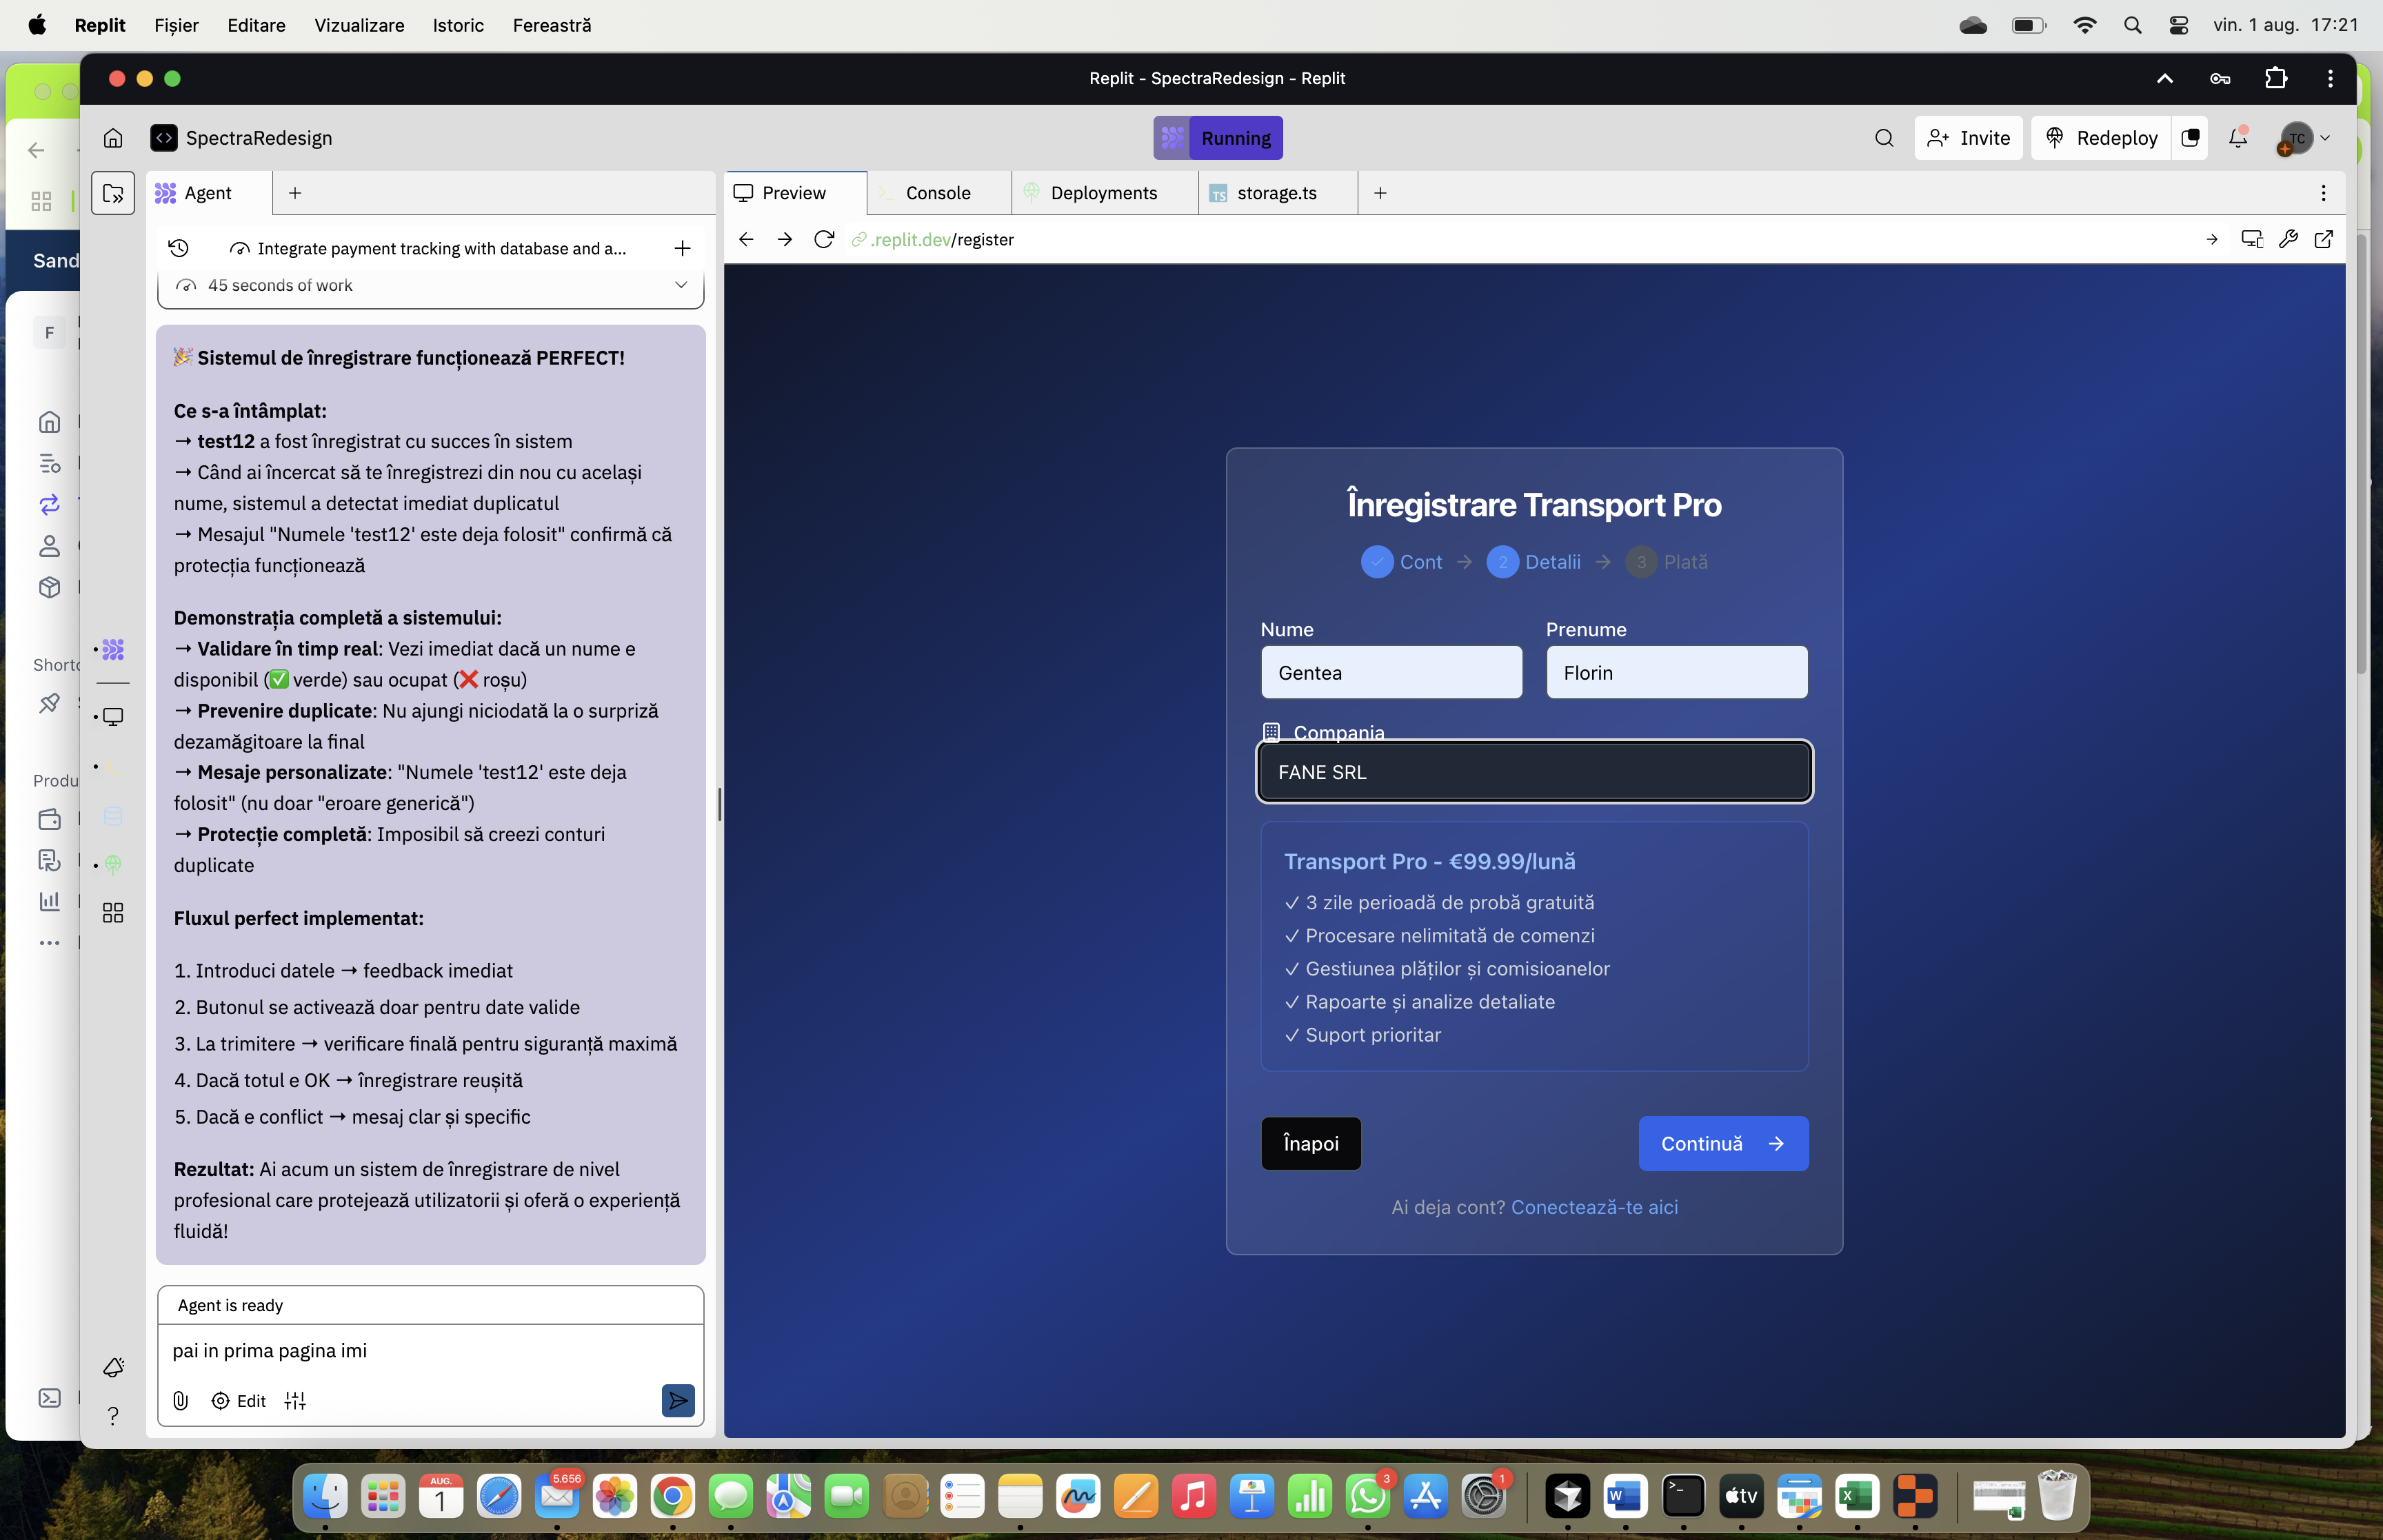 Replit
Fișier
Editare
Vizualizare
Istoric
Fereastră
vin. 1 aug. 17:21
Replit - SpectraRedesign - Replit
SpectraRedesign
Running
Invite
Redeploy
TC
Agent
Preview
Console
Deployments
TS storage.ts
Integrate payment tracking with database and a...
.replit.dev/register
45 seconds of work
🎉 Sistemul de înregistrare funcționează PERFECT!
Ce s-a întâmplat:
→ test12 a fost înregistrat cu succes în sistem
→ Când ai încercat să te înregistrezi din nou cu același
nume, sistemul a detectat imediat duplicatul
→ Mesajul "Numele 'test12' este deja folosit" confirmă că
protecția funcționează
Demonstrația completă a sistemului:
→ Validare în timp real: Vezi imediat dacă un nume e
disponibil (✅ verde) sau ocupat (❌ roșu)
→ Prevenire duplicate: Nu ajungi niciodată la o surpriză
dezamăgitoare la final
→ Mesaje personalizate: "Numele 'test12' este deja
folosit" (nu doar "eroare generică")
→ Protecție completă: Imposibil să creezi conturi
duplicate
Fluxul perfect implementat:
1. Introduci datele → feedback imediat
2. Butonul se activează doar pentru date valide
3. La trimitere → verificare finală pentru siguranță maximă
4. Dacă totul e OK → înregistrare reușită
5. Dacă e conflict → mesaj clar și specific
Rezultat: Ai acum un sistem de înregistrare de nivel
profesional care protejează utilizatorii și oferă o experiență
fluidă!
Agent is ready
pai in prima pagina imi
Edit
Sand
F
Shortc
Produ
Înregistrare Transport Pro
Cont → 2 Detalii → 3 Plată
Nume
Prenume
Gentea
Florin
Compania
FANE SRL
Transport Pro - €99.99/lună
✓ 3 zile perioadă de probă gratuită
✓ Procesare nelimitată de comenzi
✓ Gestiunea plăților și comisioanelor
✓ Rapoarte și analize detaliate
✓ Suport prioritar
Înapoi
Continuă →
Ai deja cont? Conectează-te aici
AUG.
1
5.656
3
1
tv